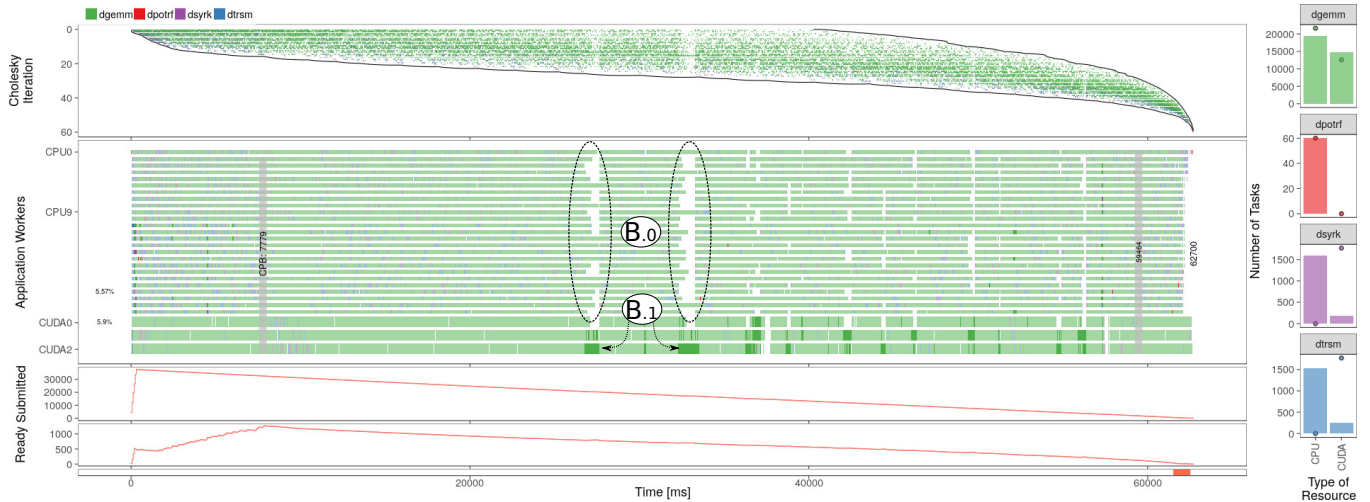 dgemm dpotrf dsyrk dtrsm
Cholesky
Iteration
0
20
40
60
Application Workers
CPU0
CPU9
5.57%
CUDA0
5.9%
CUDA2
CPB: 7779
B.0
B.1
59464
62700
Submitted
30000
20000
10000
0
Ready
1000
500
0
0 20000 40000 60000
Time [ms]
Number of Tasks
dgemm
20000
15000
10000
5000
0
dpotrf
60
40
20
0
dsyrk
1500
1000
500
0
dtrsm
1500
1000
500
0
CPU CUDA
Type of
Resource